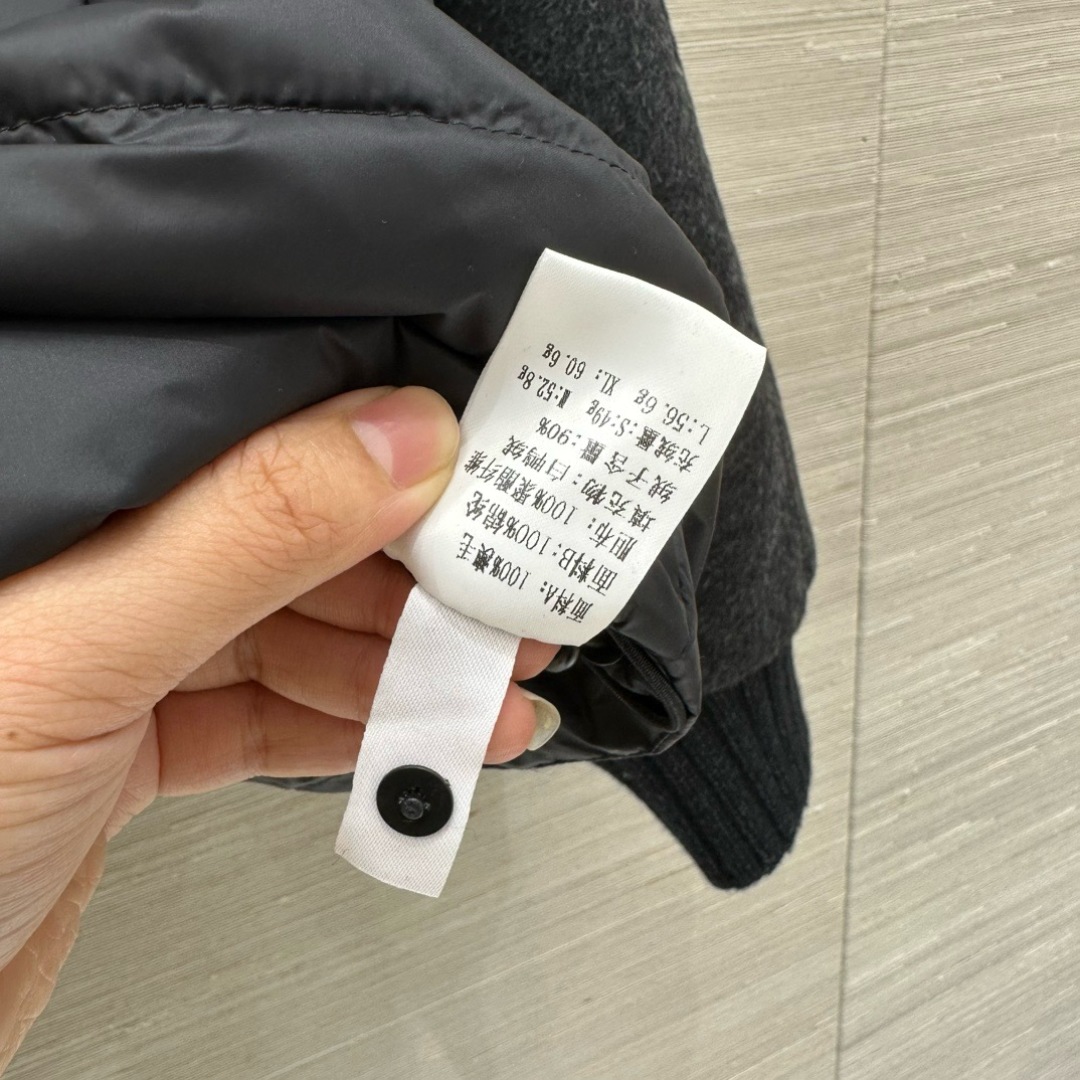 面料A: 100%澳毛
面料B: 100%锦纶
胆布: 100%聚酯纤维
填充物: 白鸭绒
绒子含量: 90%
充绒量: S:49g M:52.8g
L:56.6g XL: 60.6g